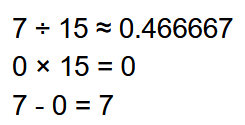 7 ÷ 15 ≈ 0.466667
0 × 15 = 0
7 - 0 = 7